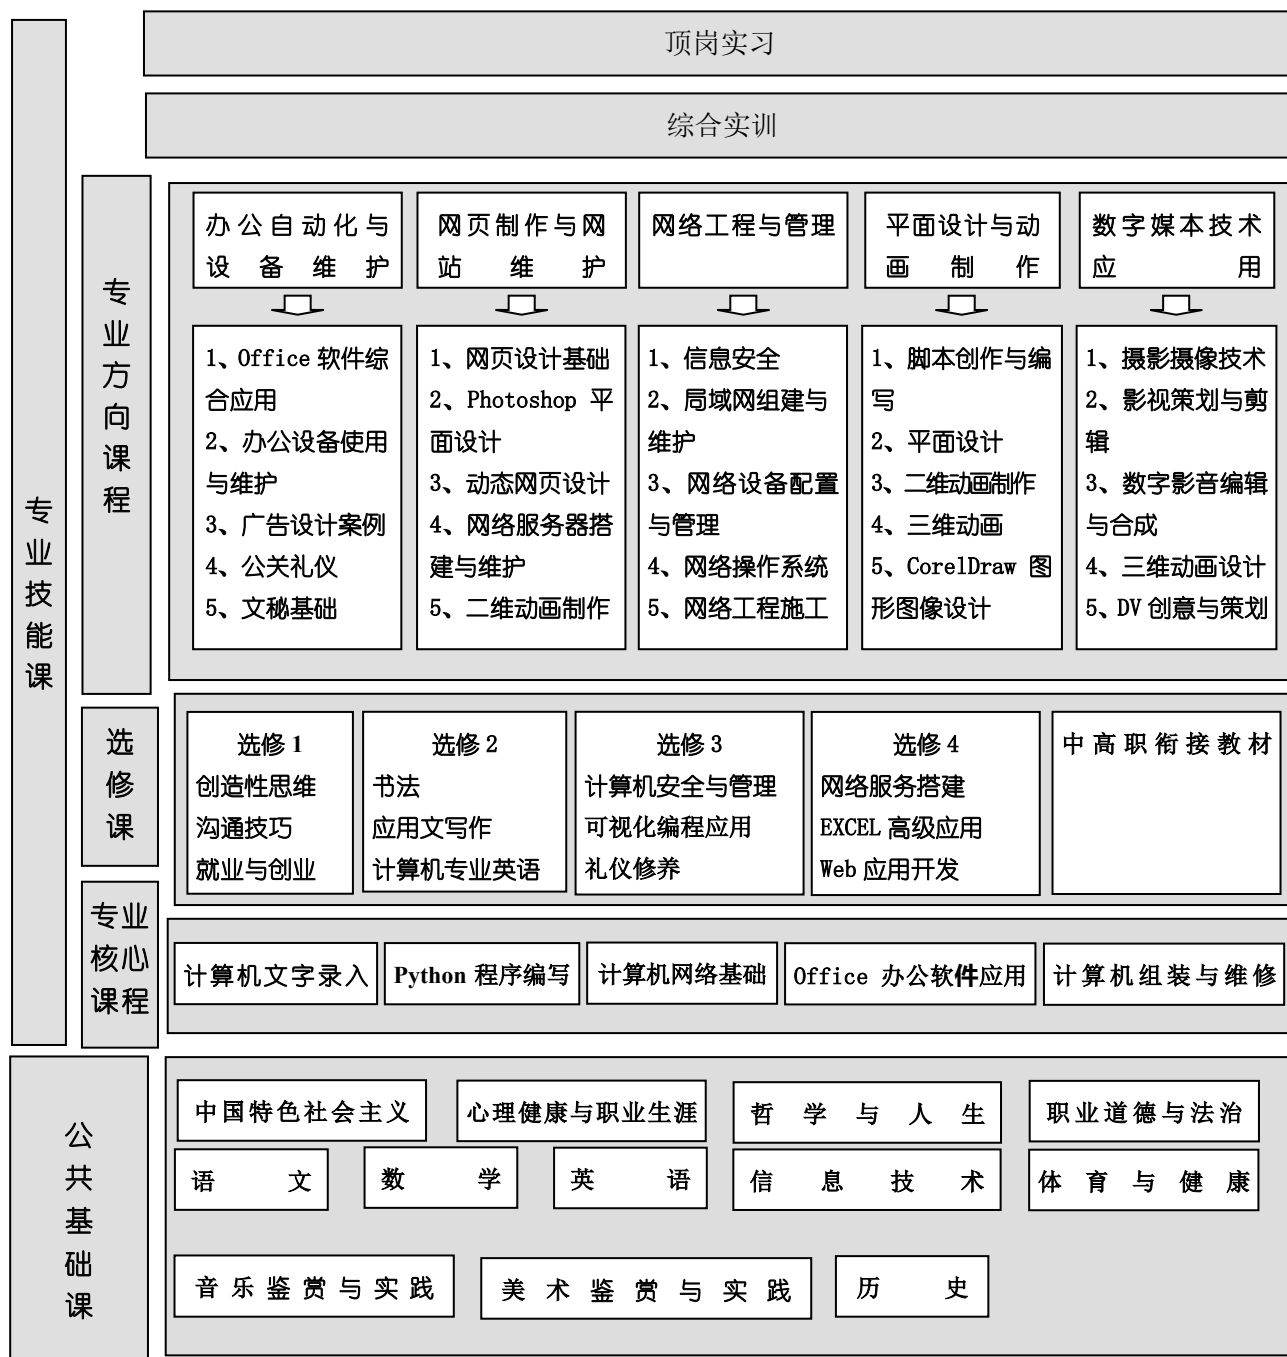 顶岗实习
综合实训
专业技能课
专业方向课程
办公自动化与
设备维护
网页制作与网
站维护
网络工程与管理
平面设计与动
画制作
数字媒本技术
应用
1、Office 软件综
合应用
2、办公设备使用
与维护
3、广告设计案例
4、公关礼仪
5、文秘基础
1、网页设计基础
2、Photoshop 平
面设计
3、动态网页设计
4、网络服务器搭
建与维护
5、二维动画制作
1、信息安全
2、局域网组建与
维护
3、网络设备配置
与管理
4、网络操作系统
5、网络工程施工
1、脚本创作与编
写
2、平面设计
3、二维动画制作
4、三维动画
5、CorelDraw 图
形图像设计
1、摄影摄像技术
2、影视策划与剪
辑
3、数字影音编辑
与合成
4、三维动画设计
5、DV 创意与策划
选修课
选修 1
创造性思维
沟通技巧
就业与创业
选修 2
书法
应用文写作
计算机专业英语
选修 3
计算机安全与管理
可视化编程应用
礼仪修养
选修 4
网络服务搭建
EXCEL 高级应用
Web 应用开发
中高职衔接教材
专业
核心
课程
计算机文字录入
Python 程序编写
计算机网络基础
Office 办公软件应用
计算机组装与维修
公共基础课
中国特色社会主义
心理健康与职业生涯
哲学与人生
职业道德与法治
语文
数学
英语
信息技术
体育与健康
音乐鉴赏与实践
美术鉴赏与实践
历史